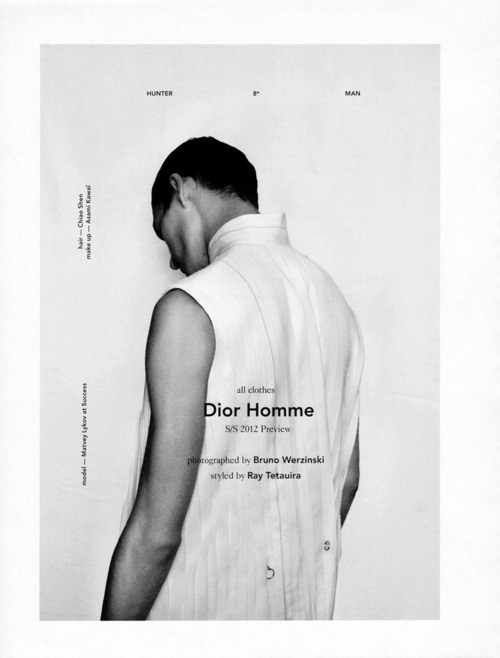 HUNTER 8* MAN
hair — Chiao Shen
make up — Asami Kawai
model — Matvey Lykov at Success
all clothes
Dior Homme
S/S 2012 Preview
photographed by Bruno Werzinski
styled by Ray Tetauira